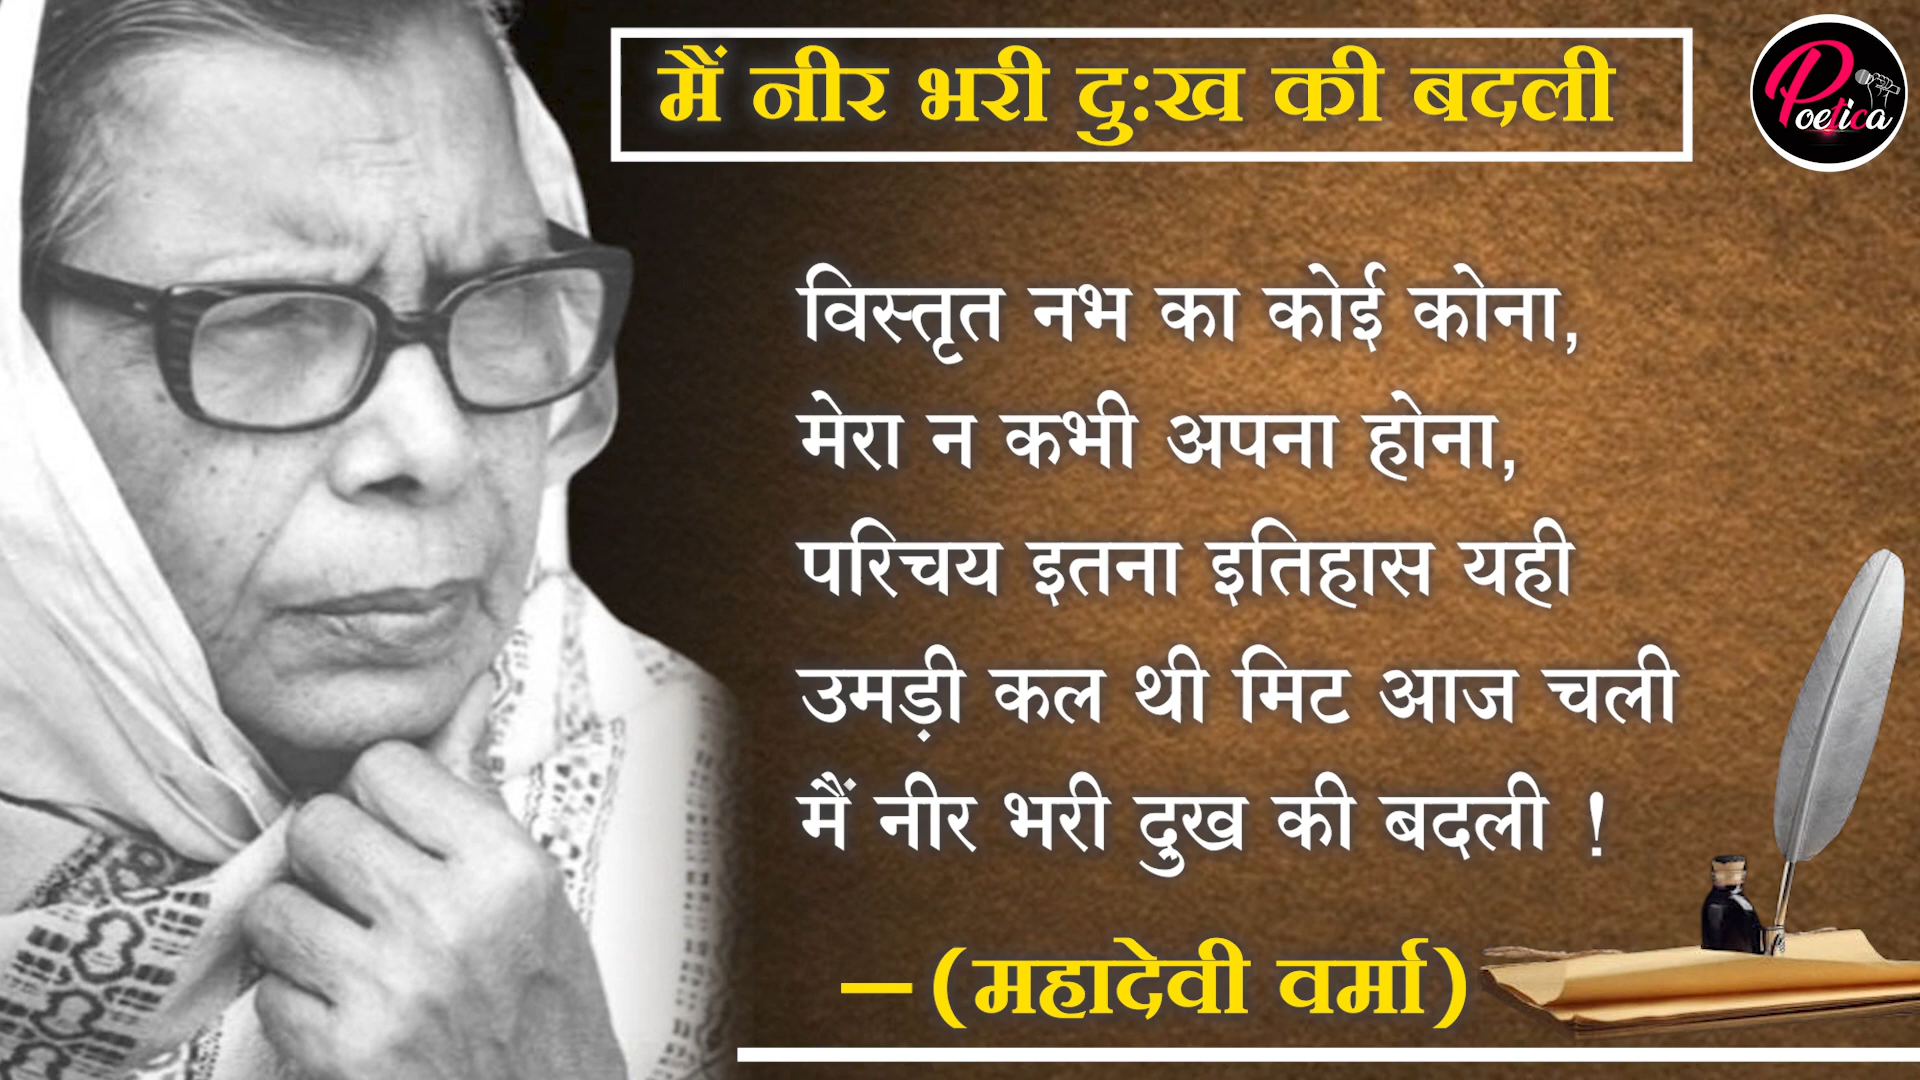 मैं नीर भरी दुःख की बदली
Poetica
विस्तृत नभ का कोई कोना,
मेरा न कभी अपना होना,
परिचय इतना इतिहास यही
उमड़ी कल थी मिट आज चली
मैं नीर भरी दुख की बदली !
–(महादेवी वर्मा)